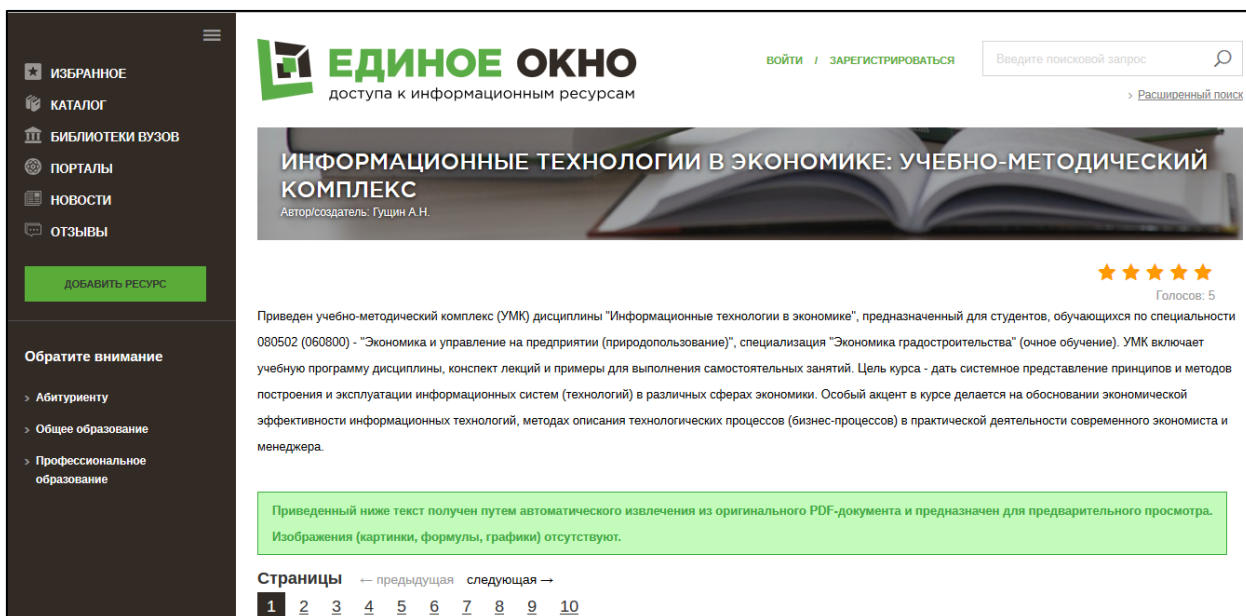 ИЗБРАННОЕ
КАТАЛОГ
БИБЛИОТЕКИ ВУЗОВ
ПОРТАЛЫ
НОВОСТИ
ОТЗЫВЫ
ДОБАВИТЬ РЕСУРС
Обратите внимание
› Абитуриенту
› Общее образование
› Профессиональное
образование
ЕДИНОЕ ОКНО
доступа к информационным ресурсам
ВОЙТИ / ЗАРЕГИСТРИРОВАТЬСЯ
Введите поисковой запрос
› Расширенный поиск
ИНФОРМАЦИОННЫЕ ТЕХНОЛОГИИ В ЭКОНОМИКЕ: УЧЕБНО-МЕТОДИЧЕСКИЙ
КОМПЛЕКС
Автор/создатель: Гущин А.Н.
Голосов: 5
Приведен учебно-методический комплекс (УМК) дисциплины "Информационные технологии в экономике", предназначенный для студентов, обучающихся по специальности
080502 (060800) - "Экономика и управление на предприятии (природопользование)", специализация "Экономика градостроительства" (очное обучение). УМК включает
учебную программу дисциплины, конспект лекций и примеры для выполнения самостоятельных занятий. Цель курса - дать системное представление принципов и методов
построения и эксплуатации информационных систем (технологий) в различных сферах экономики. Особый акцент в курсе делается на обосновании экономической
эффективности информационных технологий, методах описания технологических процессов (бизнес-процессов) в практической деятельности современного экономиста и
менеджера.
Приведенный ниже текст получен путем автоматического извлечения из оригинального PDF-документа и предназначен для предварительного просмотра.
Изображения (картинки, формулы, графики) отсутствуют.
Страницы ← предыдущая следующая →
1 2 3 4 5 6 7 8 9 10